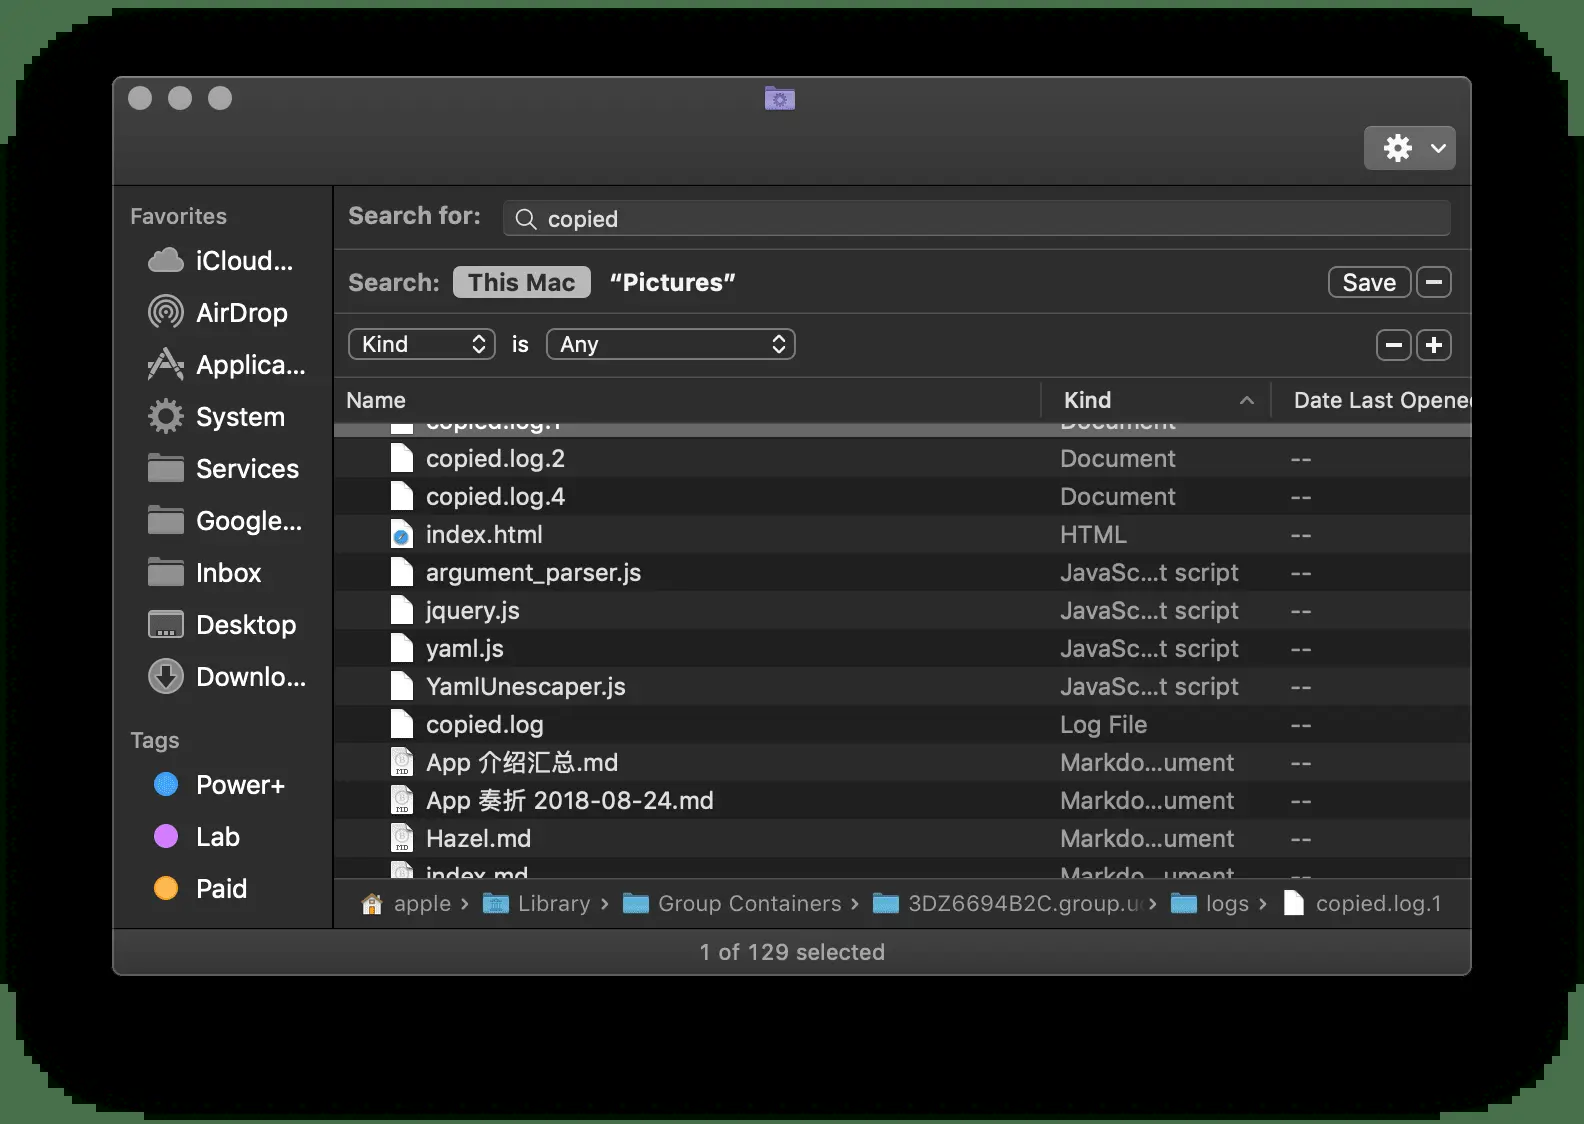 Favorites
iCloud...
AirDrop
Applica...
System
Services
Google...
Inbox
Desktop
Downlo...
Tags
Power+
Lab
Paid
Search for: copied
Search: This Mac “Pictures” Save
Kind is Any
Name Kind Date Last Opene
copied.log.1 Document
copied.log.2 Document --
copied.log.4 Document --
index.html HTML --
argument_parser.js JavaSc...t script --
jquery.js JavaSc...t script --
yaml.js JavaSc...t script --
YamlUnescaper.js JavaSc...t script --
copied.log Log File --
App 介绍汇总.md Markdo...ument --
App 奏折 2018-08-24.md Markdo...ument --
Hazel.md Markdo...ument --
index.md Markdo...ument --
apple › Library › Group Containers › 3DZ6694B2C.group.u › logs › copied.log.1
1 of 129 selected